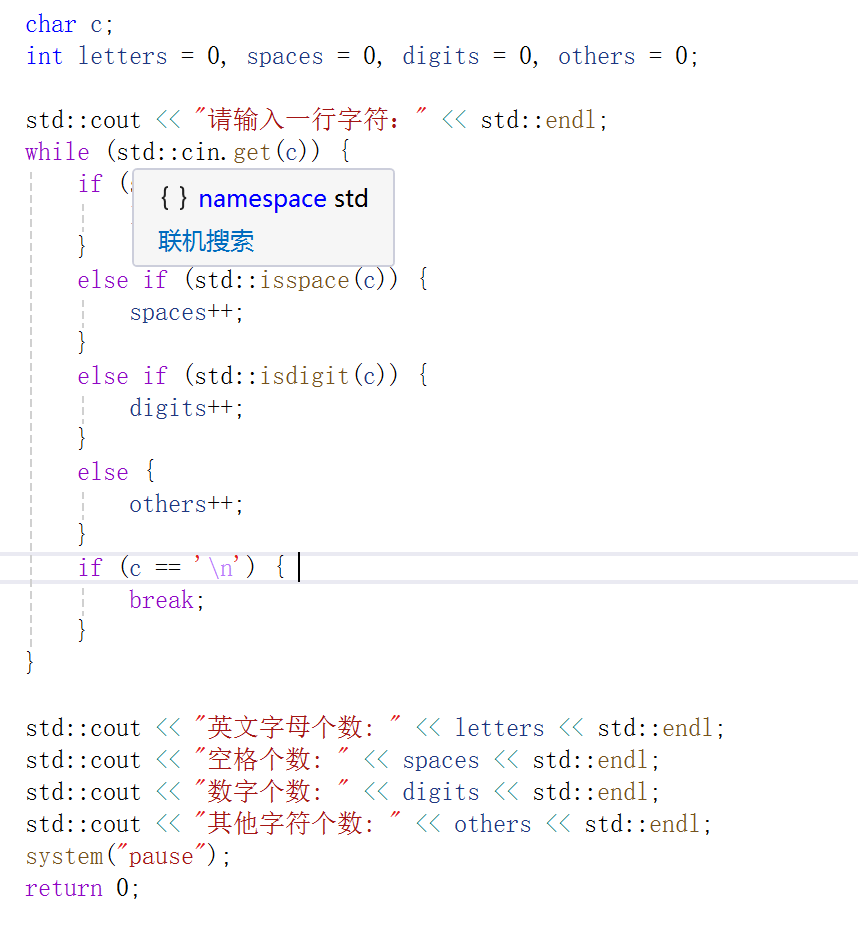 char c;
int letters = 0, spaces = 0, digits = 0, others = 0;
std::cout << "请输入一行字符：" << std::endl;
while (std::cin.get(c)) {
if (
{ } namespace std
联机搜索
}
else if (std::isspace(c)) {
spaces++;
}
else if (std::isdigit(c)) {
digits++;
}
else {
others++;
}
if (c == '\n') {
break;
}
}
std::cout << "英文字母个数: " << letters << std::endl;
std::cout << "空格个数: " << spaces << std::endl;
std::cout << "数字个数: " << digits << std::endl;
std::cout << "其他字符个数: " << others << std::endl;
system("pause");
return 0;